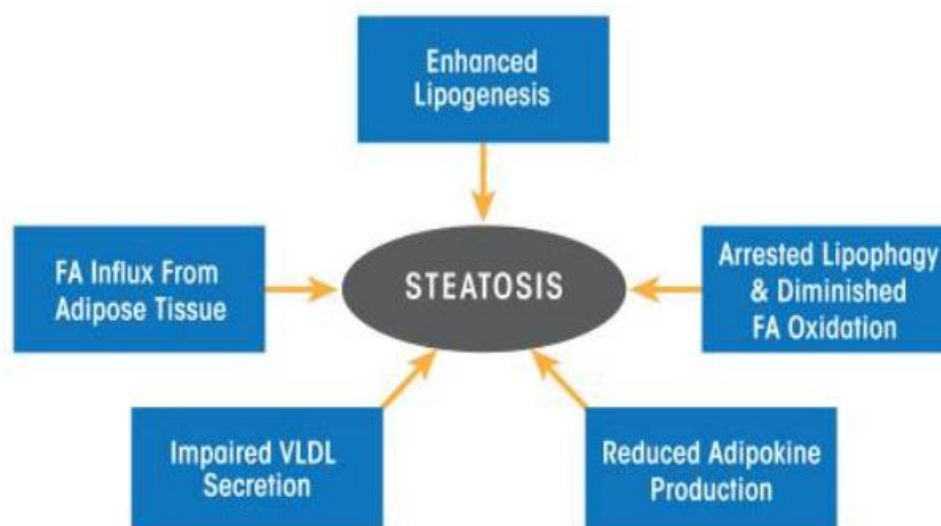 Enhanced
Lipogenesis
FA Influx From
Adipose Tissue
STEATOSIS
Arrested Lipophagy
& Diminished
FA Oxidation
Impaired VLDL
Secretion
Reduced Adipokine
Production